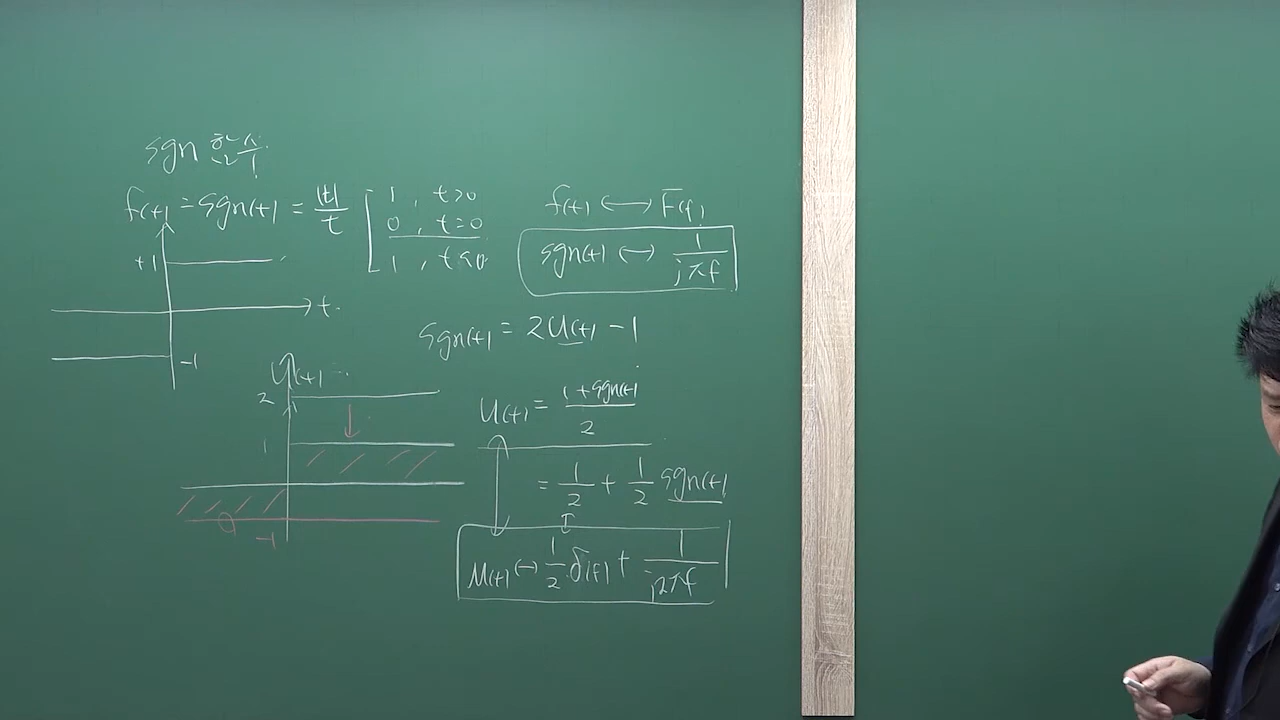 sgn 함수
f(t) = sgn(t) = |t|/t [ 1 , t>0
0 , t=0
1 , t<0
+1
t
-1
f(t) ↔ F(f)
sgn(t) ↔ 1/jπf
sgn(t) = 2u(t) - 1
u(t) =
2
1
-1
u(t) = (1+sgn(t))/2
= 1/2 + 1/2 sgn(t)
u(t) ↔ 1/2 δ(f) + 1/j2πf